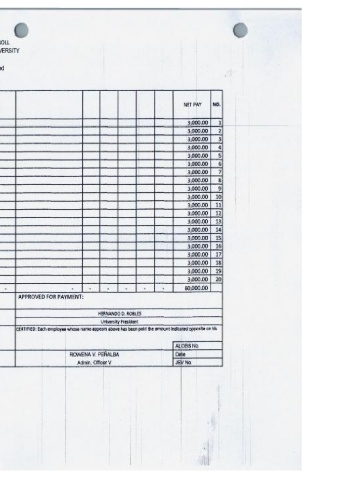 OLL
VERSITY
ed
NET PAY NO.
3,000.00 1
3,000.00 2
3,000.00 3
3,000.00 4
3,000.00 5
3,000.00 6
3,000.00 7
3,000.00 8
3,000.00 9
3,000.00 10
3,000.00 11
3,000.00 12
3,000.00 13
3,000.00 14
3,000.00 15
3,000.00 16
3,000.00 17
3,000.00 18
3,000.00 19
3,000.00 20
- - - - - - 60,000.00
APPROVED FOR PAYMENT:
HERNANDO D. ROBLES
University President
CERTIFIED: Each employee whose name appears above has been paid the amount indicated opposite on his
ALOBS No.
ROWENA V. PEÑALBA Date
Admin. Officer V JEV No.